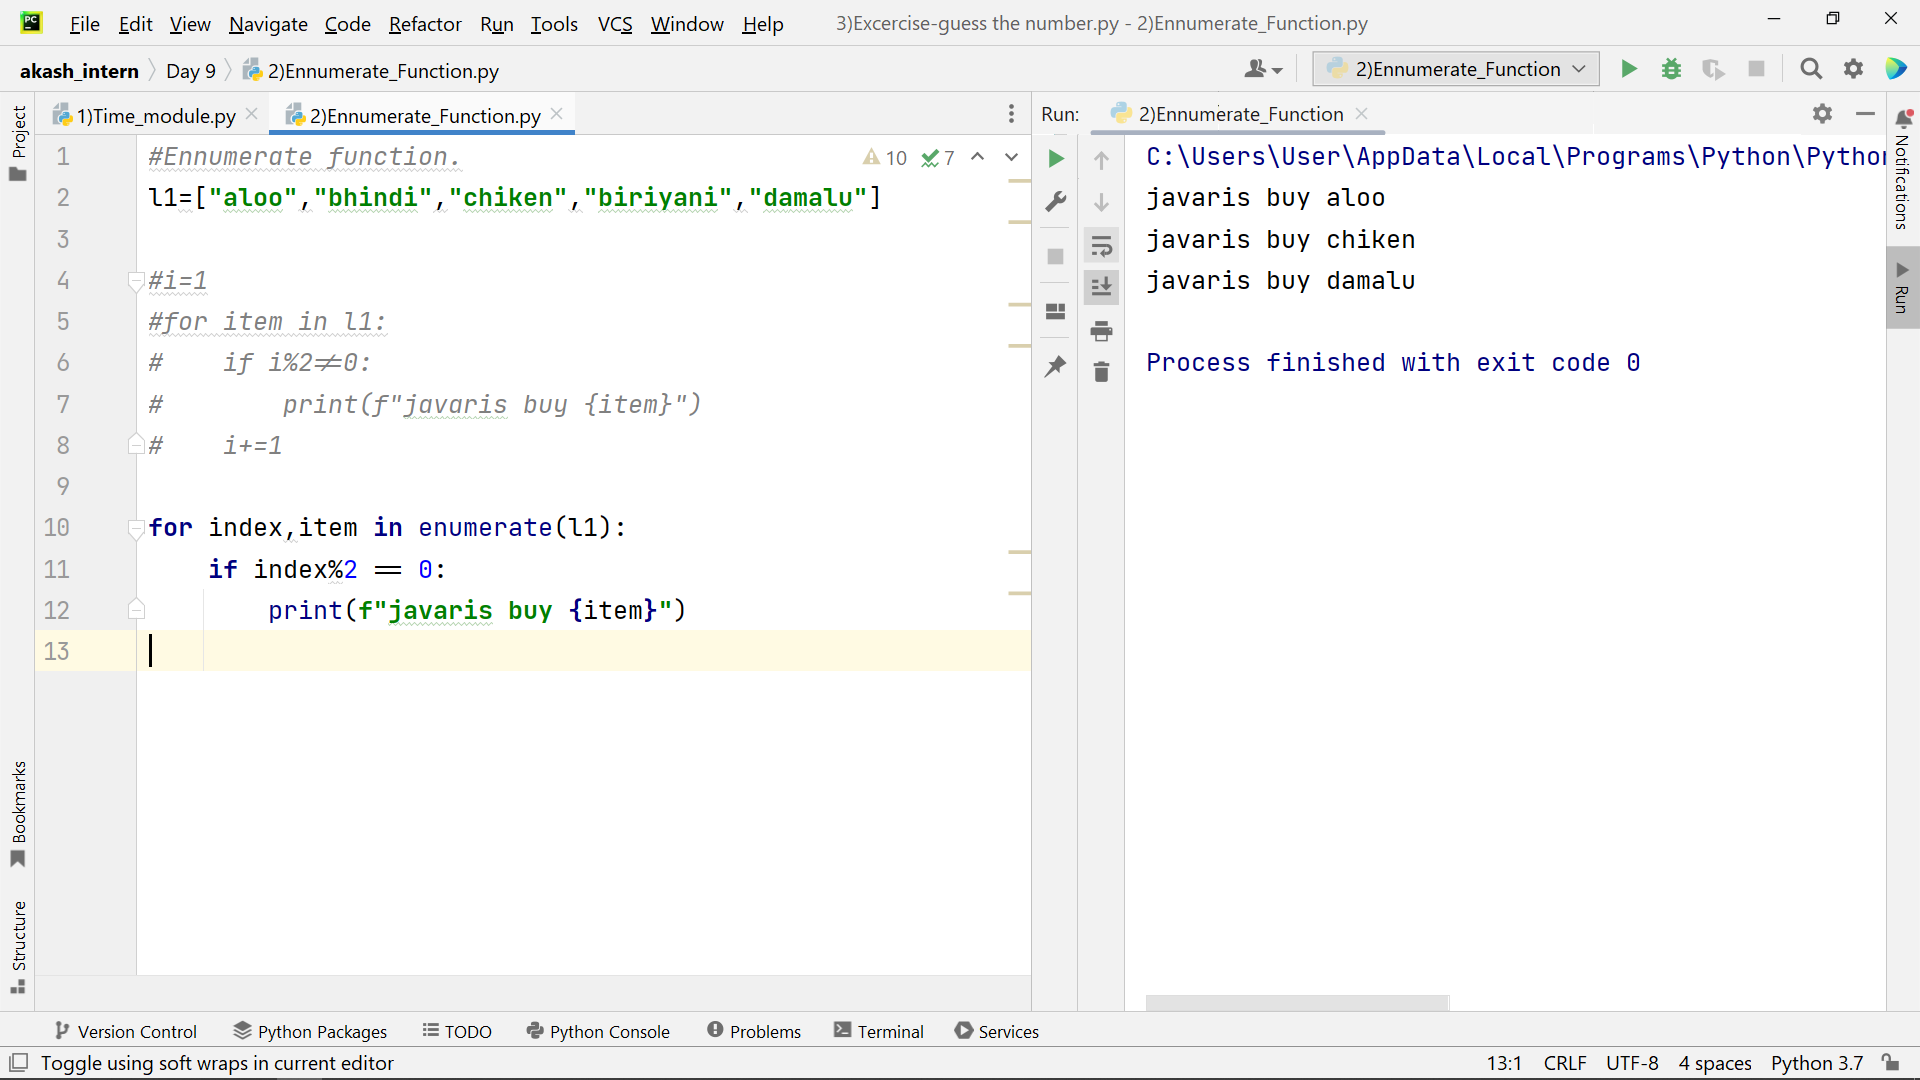 File Edit View Navigate Code Refactor Run Tools VCS Window Help 3)Excercise-guess the number.py - 2)Ennumerate_Function.py
akash_intern Day 9 2)Ennumerate_Function.py 2)Ennumerate_Function
1)Time_module.py 2)Ennumerate_Function.py
Run: 2)Ennumerate_Function
Project
Bookmarks
Structure
Notifications
Run
10 7
1 #Ennumerate function.
2 l1=["aloo","bhindi","chiken","biriyani","damalu"]
3
4 #i=1
5 #for item in l1:
6 #    if i%2!=0:
7 #        print(f"javaris buy {item}")
8 #    i+=1
9
10 for index,item in enumerate(l1):
11     if index%2 == 0:
12         print(f"javaris buy {item}")
13
C:\Users\User\AppData\Local\Programs\Python\Python
javaris buy aloo
javaris buy chiken
javaris buy damalu
Process finished with exit code 0
Version Control Python Packages TODO Python Console Problems Terminal Services
Toggle using soft wraps in current editor 13:1 CRLF UTF-8 4 spaces Python 3.7